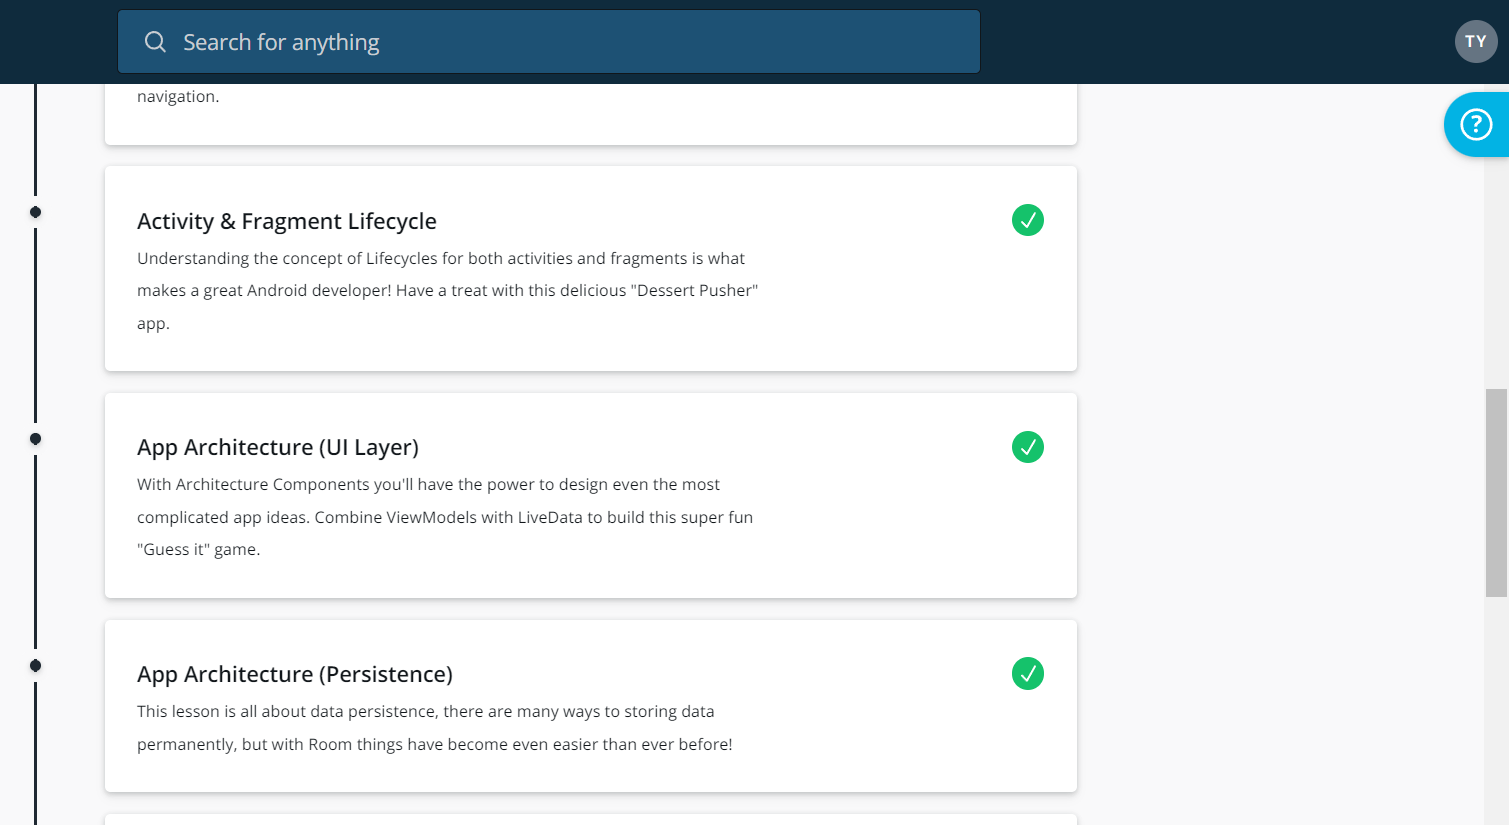 Search for anything
TY
navigation.
?
Activity & Fragment Lifecycle
Understanding the concept of Lifecycles for both activities and fragments is what
makes a great Android developer! Have a treat with this delicious "Dessert Pusher"
app.
App Architecture (UI Layer)
With Architecture Components you'll have the power to design even the most
complicated app ideas. Combine ViewModels with LiveData to build this super fun
"Guess it" game.
App Architecture (Persistence)
This lesson is all about data persistence, there are many ways to storing data
permanently, but with Room things have become even easier than ever before!